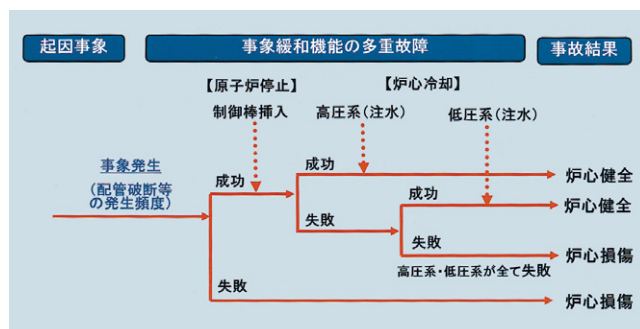 起因事象
事象緩和機能の多重故障
事故結果
【原子炉停止】
【炉心冷却】
制御棒挿入
高圧系(注水)
低圧系(注水)
事象発生
(配管破断等
の発生頻度)
成功
成功
炉心健全
成功
炉心健全
失敗
失敗
炉心損傷
高圧系・低圧系が全て失敗
失敗
炉心損傷